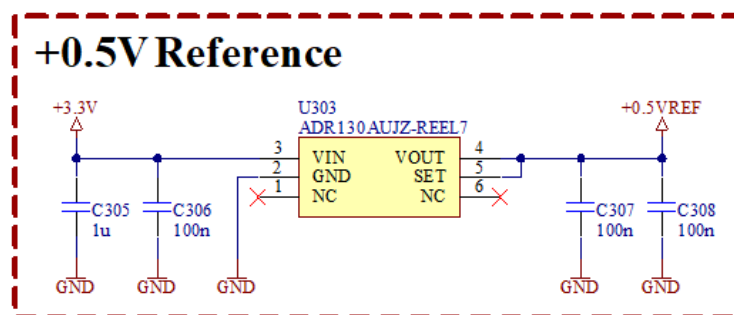 +0.5V Reference
+3.3V
U303
ADR130AUJZ-REEL7
+0.5VREF
3 VIN VOUT 4
2 GND SET 5
1 NC NC 6
C305
1u
C306
100n
C307
100n
C308
100n
GND GND GND GND GND